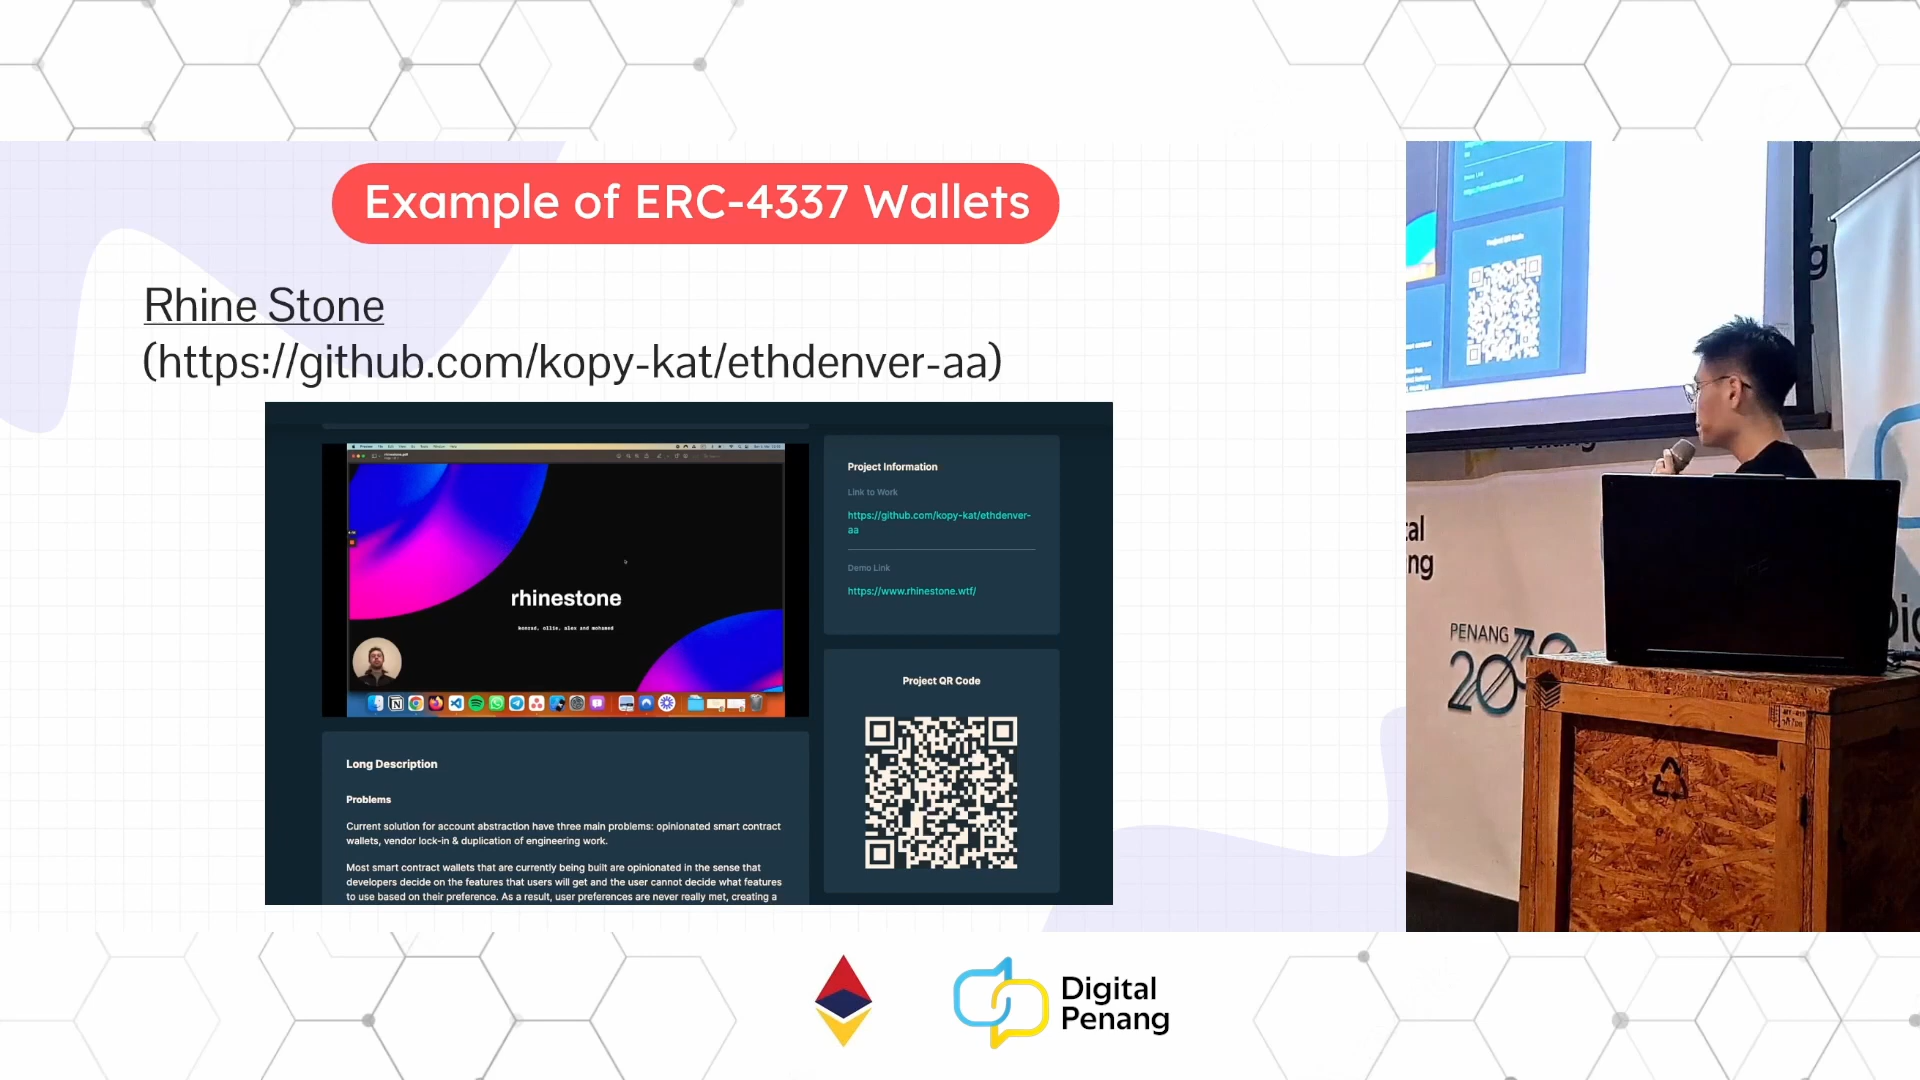 Example of ERC-4337 Wallets
Rhine Stone
(https://github.com/kopy-kat/ethdenver-aa)
rhinestone
Project Information
Link to Work
https://github.com/kopy-kat/ethdenver-
aa
Demo Link
https://www.rhinestone.wtf/
Project QR Code
Long Description
Problems
Current solution for account abstraction have three main problems: opinionated smart contract
wallets, vendor lock-in & duplication of engineering work.
Most smart contract wallets that are currently being built are opinionated in the sense that
developers decide on the features that users will get and the user cannot decide what features
to use based on their preference. As a result, user preferences are never really met, creating a
Project QR Code
PENANG
2030
Digital
Penang